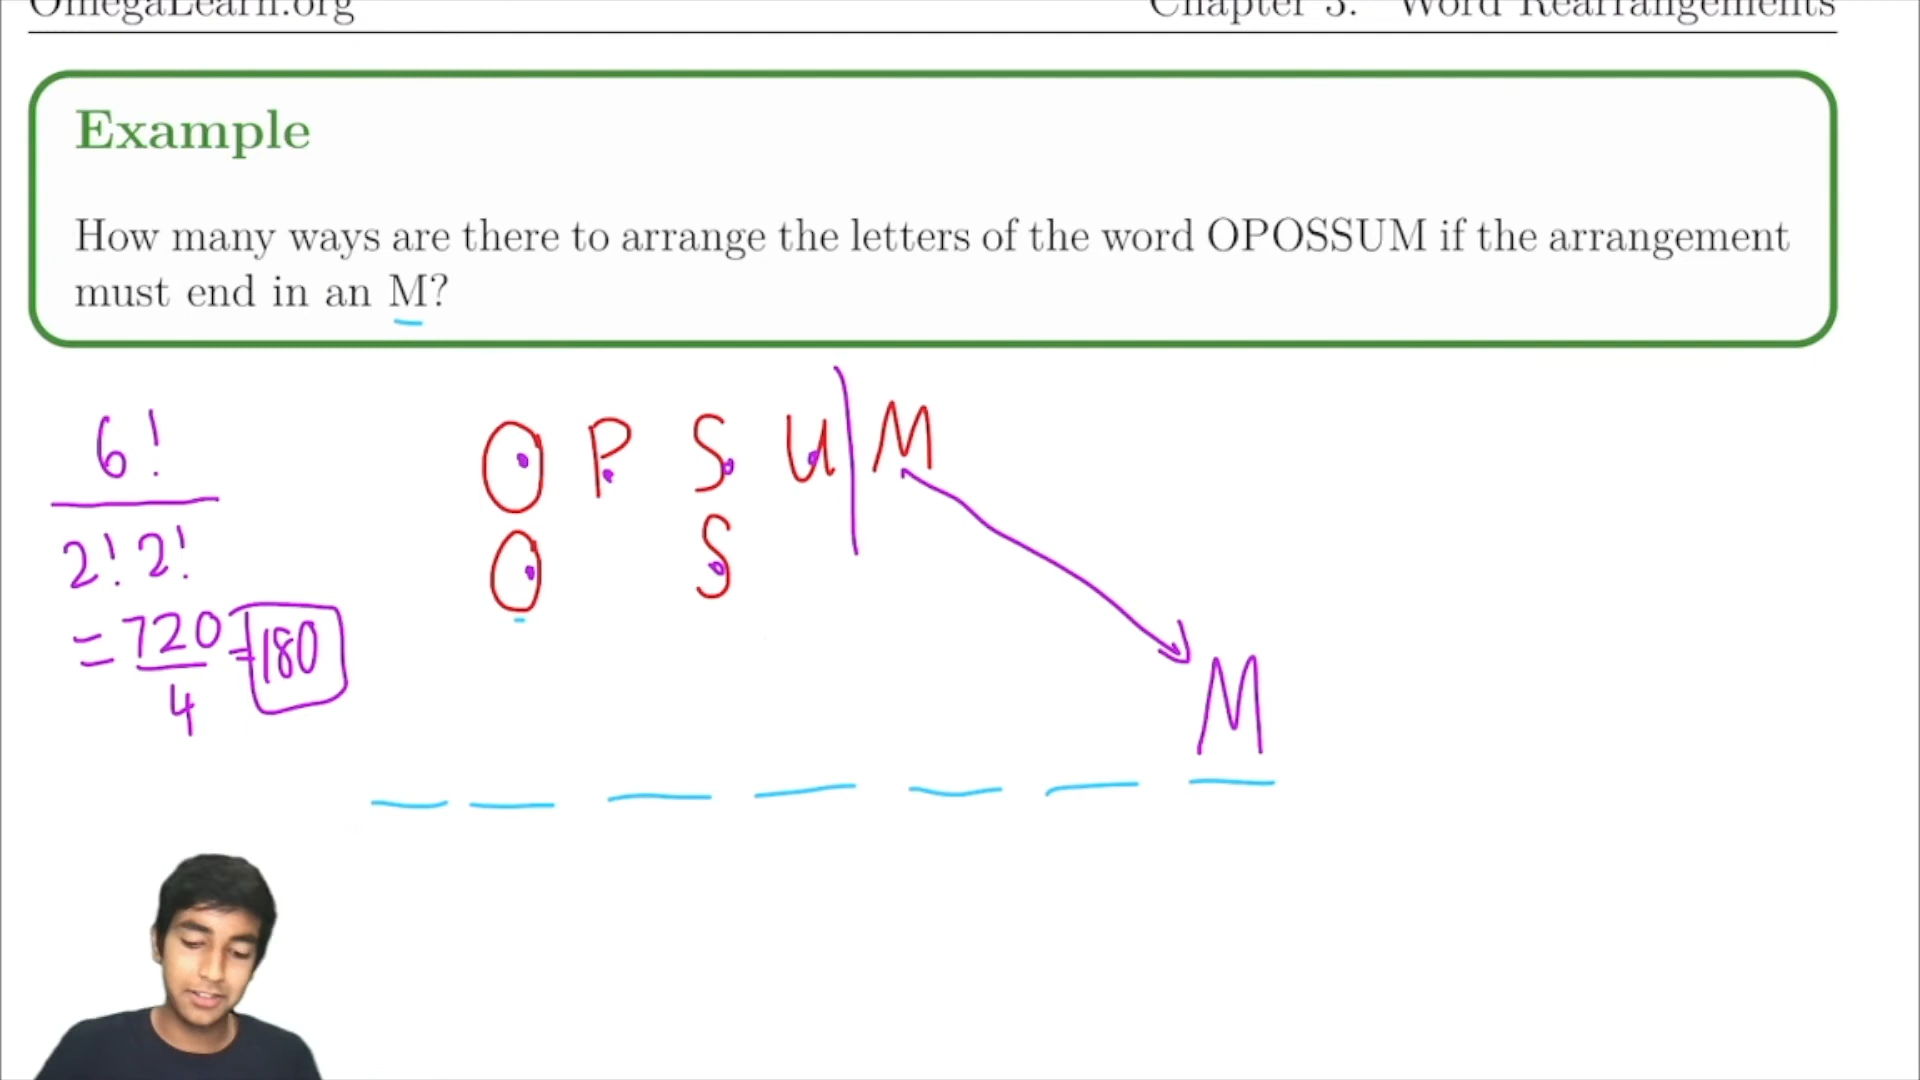 OmegaLearn.org Chapter 3. Word Rearrangements
Example
How many ways are there to arrange the letters of the word OPOSSUM if the arrangement
must end in an M?
6!
2! 2!
= 720 = 180
4
O P S U M
O S
M